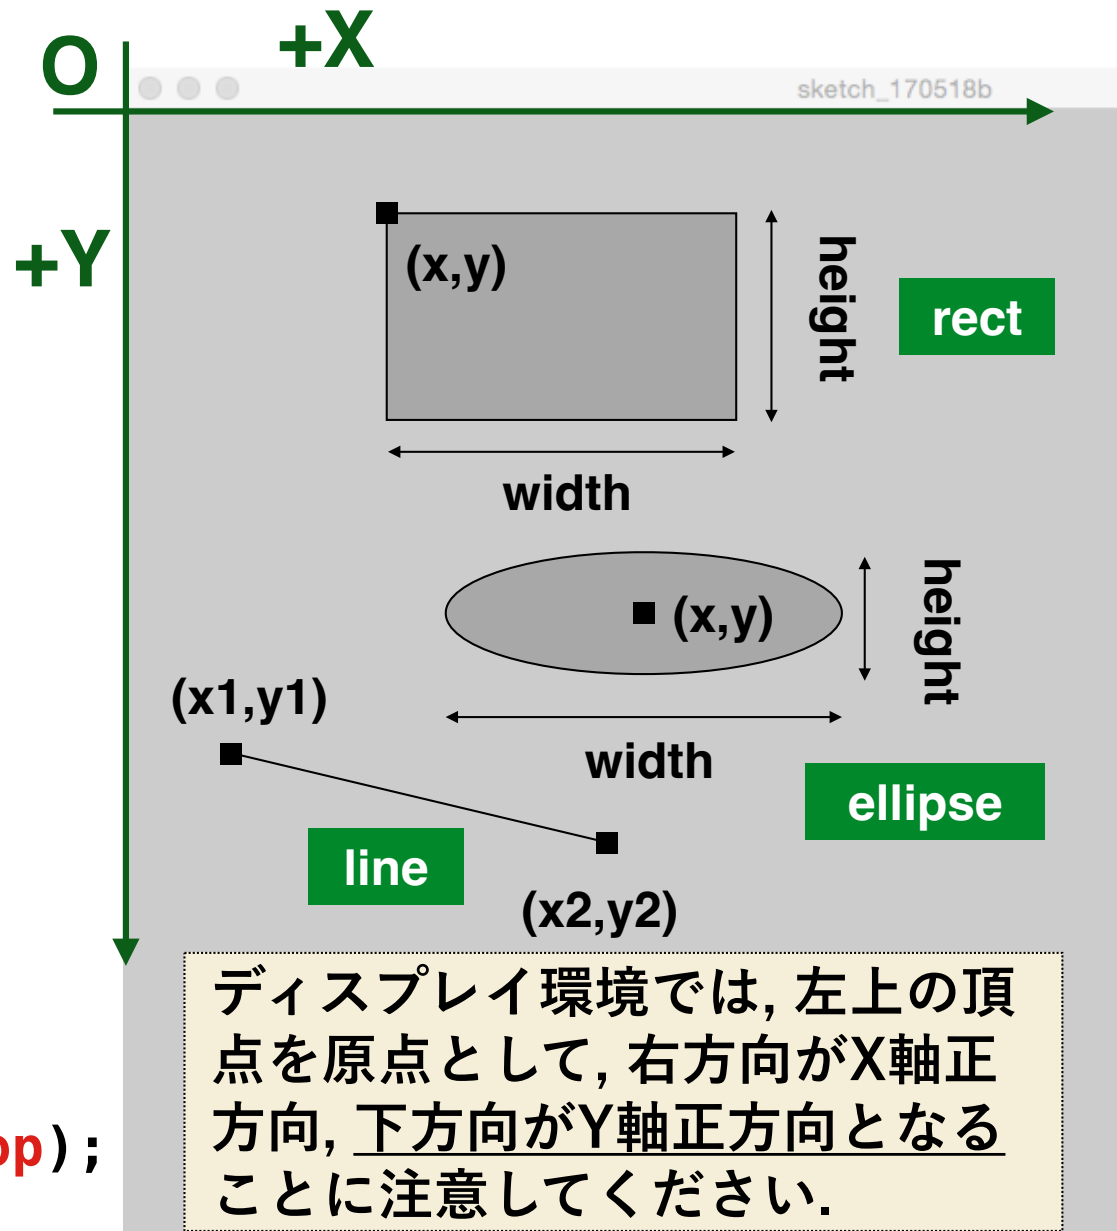 O
+X
sketch_170518b
+Y
(x,y)
height
rect
width
(x,y)
height
(x1,y1)
width
ellipse
line
(x2,y2)
ディスプレイ環境では, 左上の頂
点を原点として, 右方向がX軸正
方向, 下方向がY軸正方向となる
ことに注意してください.
);